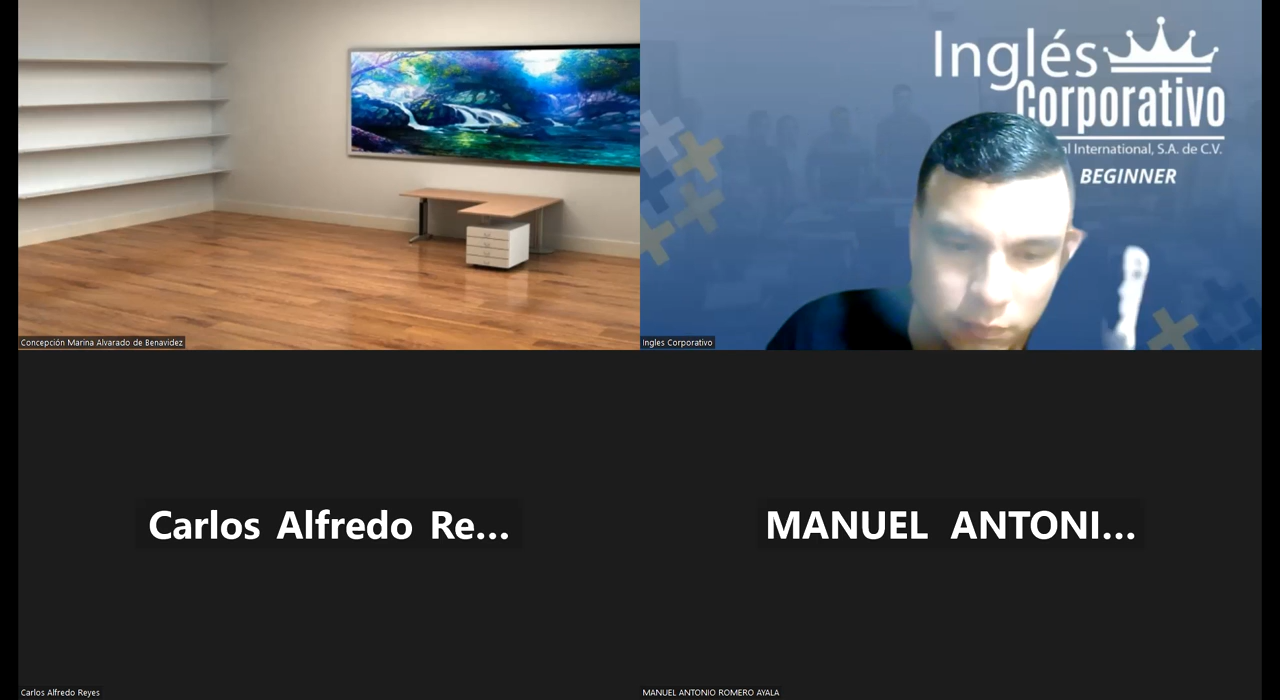 Inglés
Corporativo
al International, S.A. de C.V.
BEGINNER
Concepción Marina Alvarado de Benavidez
Ingles Corporativo
Carlos Alfredo Re...
MANUEL ANTONI...
Carlos Alfredo Reyes
MANUEL ANTONIO ROMERO AYALA